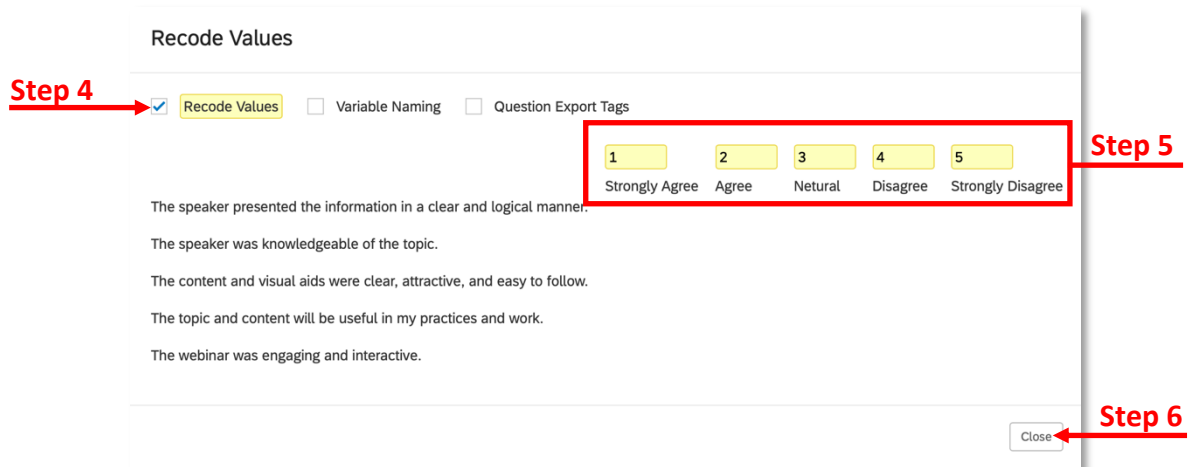 Recode Values
Step 4
Recode Values Variable Naming Question Export Tags
Step 5
1 2 3 4 5
Strongly Agree Agree Netural Disagree Strongly Disagree
The speaker presented the information in a clear and logical manner.
The speaker was knowledgeable of the topic.
The content and visual aids were clear, attractive, and easy to follow.
The topic and content will be useful in my practices and work.
The webinar was engaging and interactive.
Step 6
Close